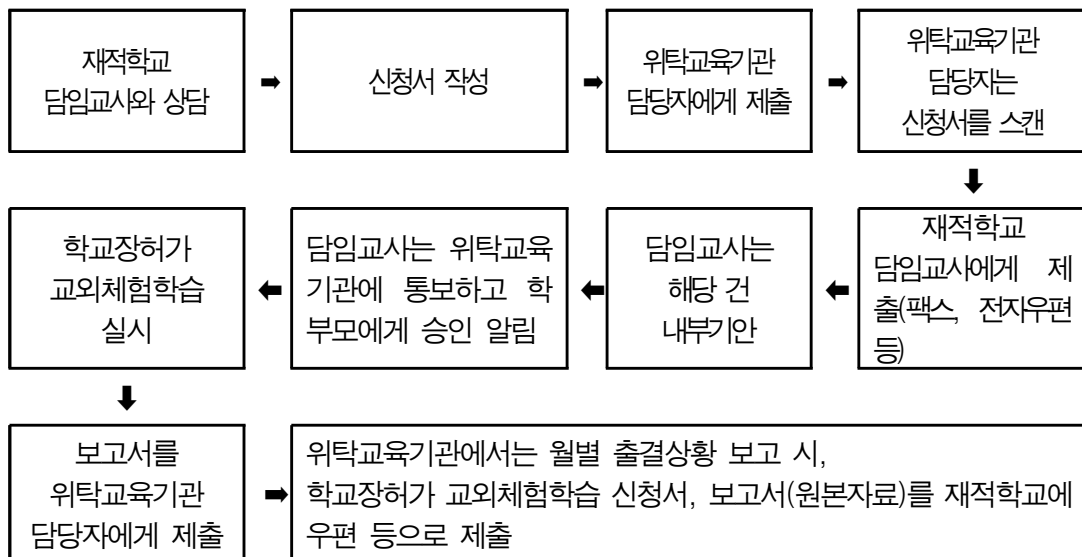 재적학교
담임교사와 상담
➡
신청서 작성
➡
위탁교육기관
담당자에게 제출
➡
위탁교육기관
담당자는
신청서를 스캔
⬇
재적학교
담임교사에게 제
출(팩스, 전자우편
등)
⬅
담임교사는
해당 건
내부기안
⬅
담임교사는 위탁교육
기관에 통보하고 학
부모에게 승인 알림
⬅
학교장허가
교외체험학습
실시
⬇
보고서를
위탁교육기관
담당자에게 제출
➡
위탁교육기관에서는 월별 출결상황 보고 시,
학교장허가 교외체험학습 신청서, 보고서(원본자료)를 재적학교에
우편 등으로 제출